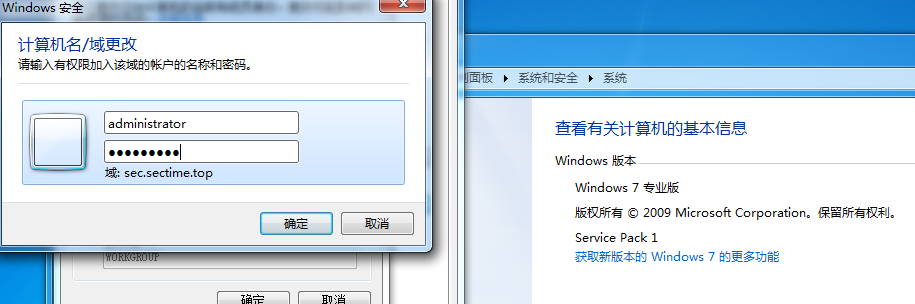 Windows 安全
计算机名/域更改
请输入有权限加入该域的帐户的名称和密码。
administrator
●●●●●●●●●
域: sec.sectime.top
确定
取消
WORKGROUP
确定
取消
面板 ▶ 系统和安全 ▶ 系统
查看有关计算机的基本信息
Windows 版本
Windows 7 专业版
版权所有 © 2009 Microsoft Corporation。保留所有权利。
Service Pack 1
获取新版本的 Windows 7 的更多功能